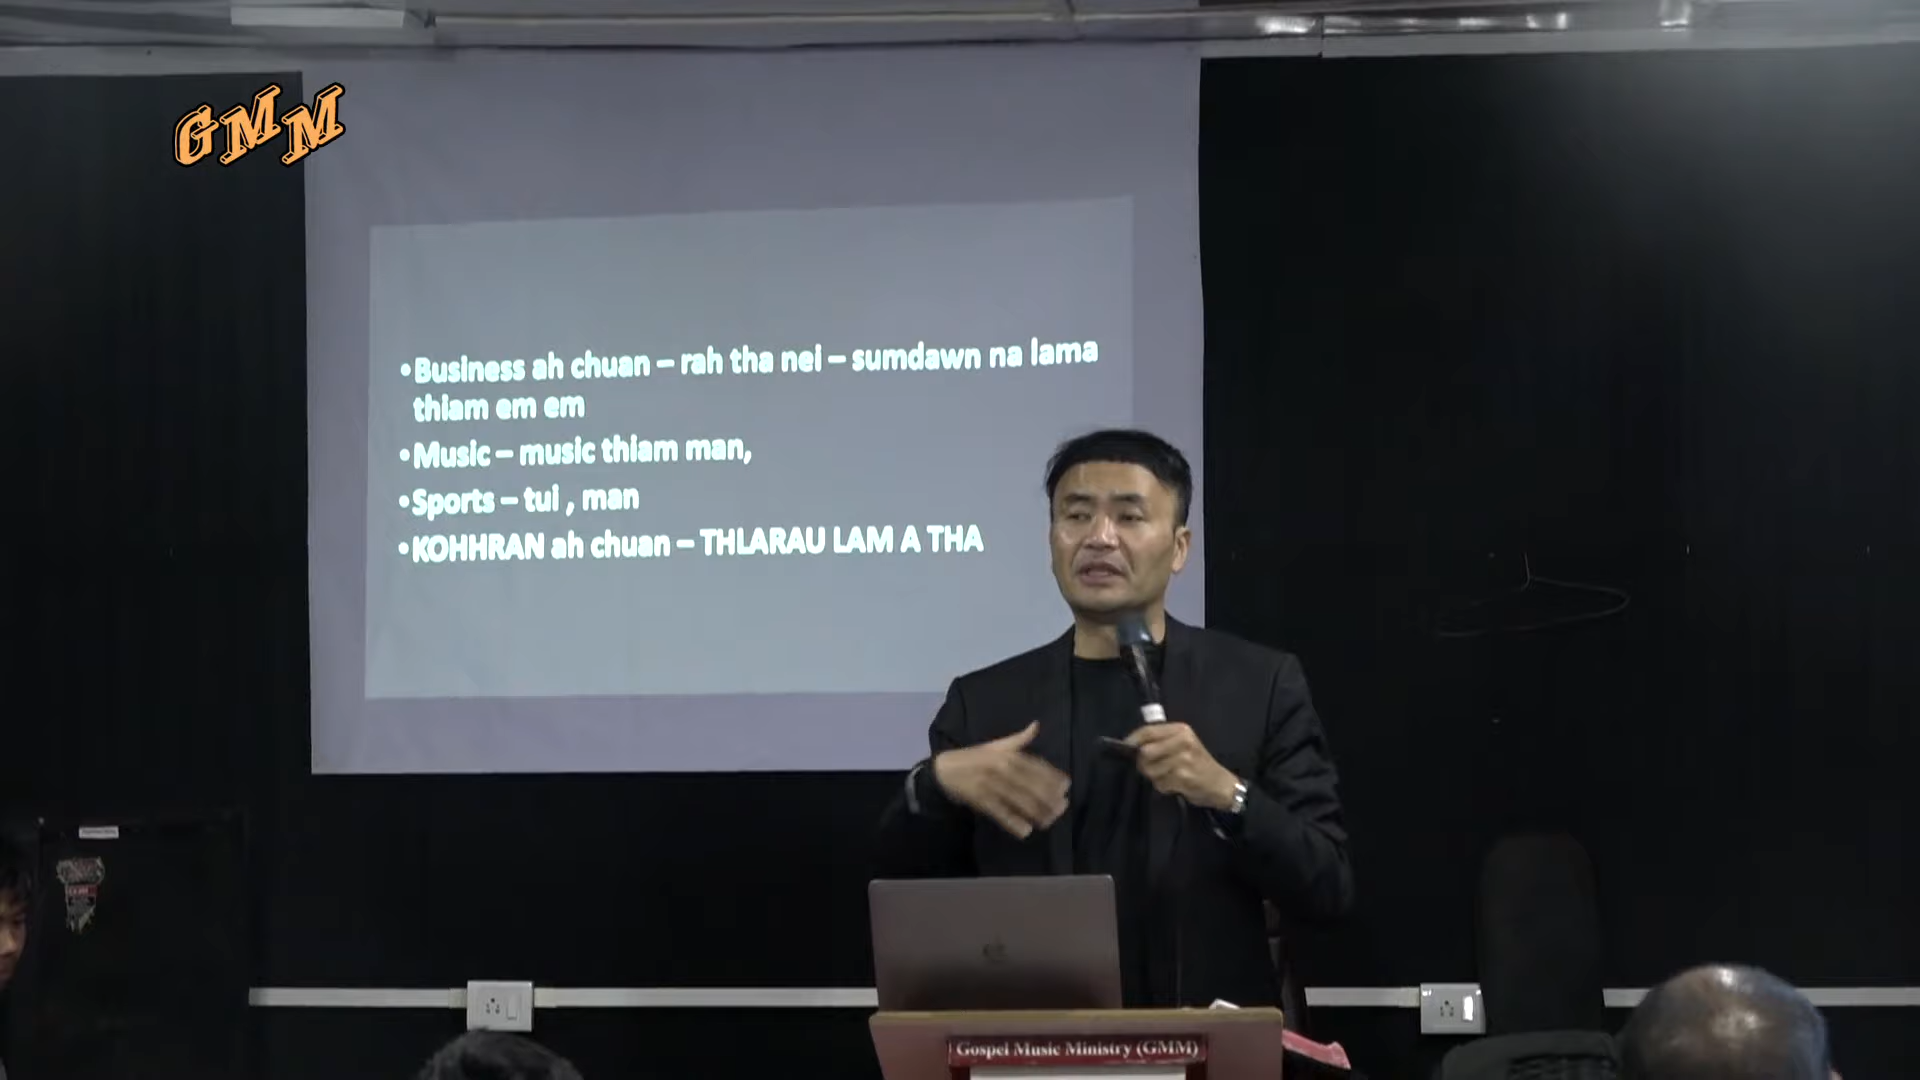 GMM
• Business ah chuan – rah tha nei – sumdawn na lama
thiam em em
• Music – music thiam man,
• Sports – tui , man
• KOHHRAN ah chuan – THLARAU LAM A THA
Gospel Music Ministry (GMM)